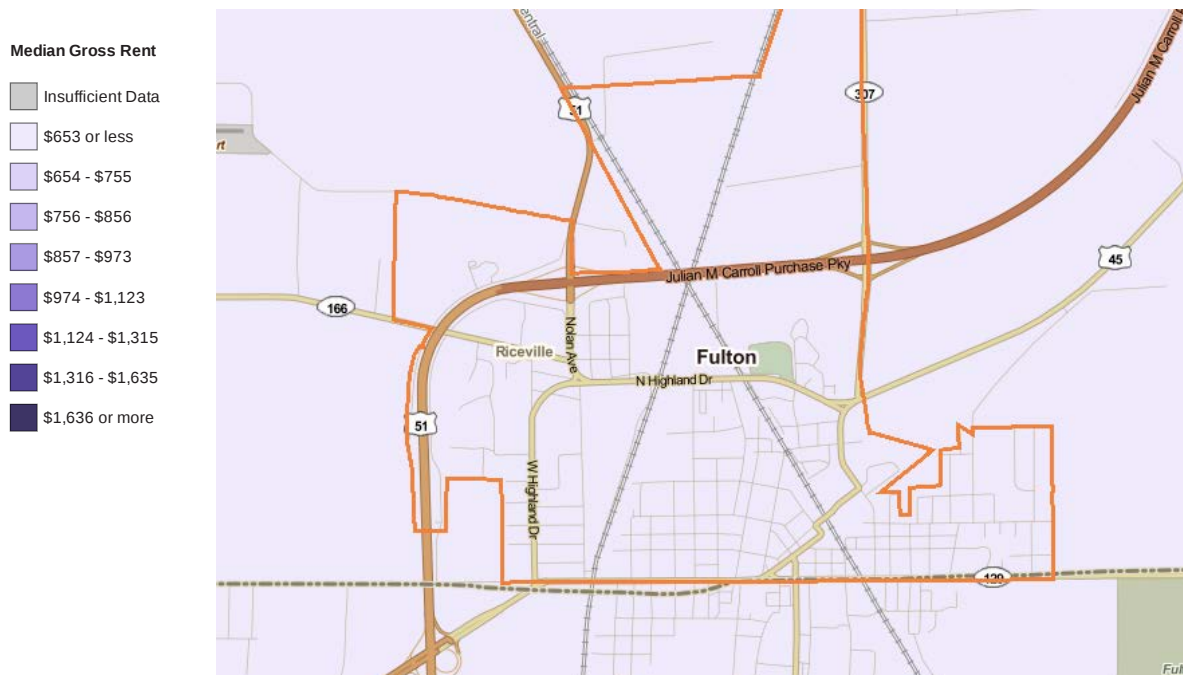 Median Gross Rent
Insufficient Data
$653 or less
$654 - $755
$756 - $856
$857 - $973
$974 - $1,123
$1,124 - $1,315
$1,316 - $1,635
$1,636 or more
51
307
Julian M Carroll
Julian M Carroll Purchase Pky
45
166
Nolan Ave
Riceville
Fulton
N Highland Dr
51
W Highland Dr
129